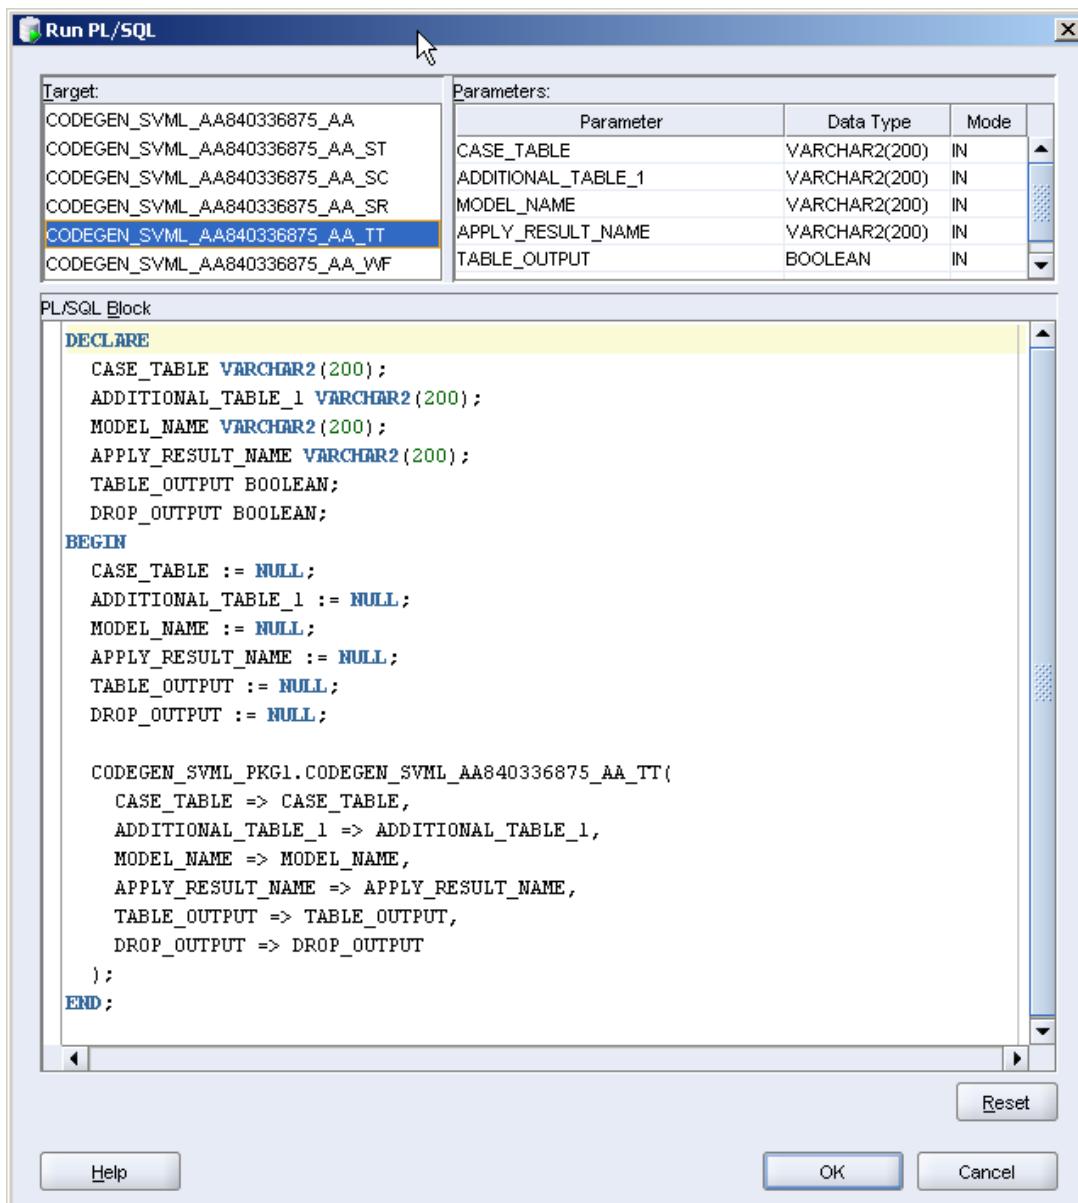 Run PL/SQL
Target:
CODEGEN_SVML_AA840336875_AA
CODEGEN_SVML_AA840336875_AA_ST
CODEGEN_SVML_AA840336875_AA_SC
CODEGEN_SVML_AA840336875_AA_SR
CODEGEN_SVML_AA840336875_AA_TT
CODEGEN_SVML_AA840336875_AA_WF
Parameters:
Parameter Data Type Mode
CASE_TABLE VARCHAR2(200) IN
ADDITIONAL_TABLE_1 VARCHAR2(200) IN
MODEL_NAME VARCHAR2(200) IN
APPLY_RESULT_NAME VARCHAR2(200) IN
TABLE_OUTPUT BOOLEAN IN
PL/SQL Block
DECLARE
CASE_TABLE VARCHAR2(200);
ADDITIONAL_TABLE_1 VARCHAR2(200);
MODEL_NAME VARCHAR2(200);
APPLY_RESULT_NAME VARCHAR2(200);
TABLE_OUTPUT BOOLEAN;
DROP_OUTPUT BOOLEAN;
BEGIN
CASE_TABLE := NULL;
ADDITIONAL_TABLE_1 := NULL;
MODEL_NAME := NULL;
APPLY_RESULT_NAME := NULL;
TABLE_OUTPUT := NULL;
DROP_OUTPUT := NULL;
CODEGEN_SVML_PKG1.CODEGEN_SVML_AA840336875_AA_TT(
CASE_TABLE => CASE_TABLE,
ADDITIONAL_TABLE_1 => ADDITIONAL_TABLE_1,
MODEL_NAME => MODEL_NAME,
APPLY_RESULT_NAME => APPLY_RESULT_NAME,
TABLE_OUTPUT => TABLE_OUTPUT,
DROP_OUTPUT => DROP_OUTPUT
);
END;
Reset
Help OK Cancel